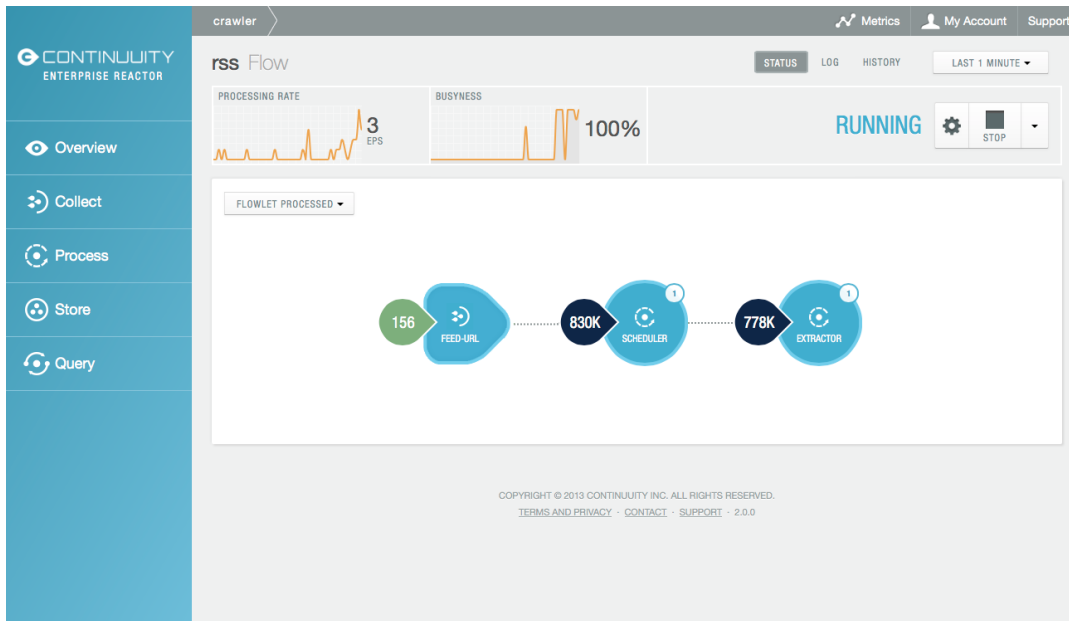 CONTINUUITY
ENTERPRISE REACTOR
Overview
Collect
Process
Store
Query
crawler
Metrics
My Account
Support
rss Flow
STATUS
LOG
HISTORY
LAST 1 MINUTE
PROCESSING RATE
3
EPS
BUSYNESS
100%
RUNNING
STOP
FLOWLET PROCESSED
156
FEED-URL
830K
SCHEDULER
1
778K
EXTRACTOR
1
COPYRIGHT © 2013 CONTINUUITY INC. ALL RIGHTS RESERVED.
TERMS AND PRIVACY · CONTACT · SUPPORT · 2.0.0